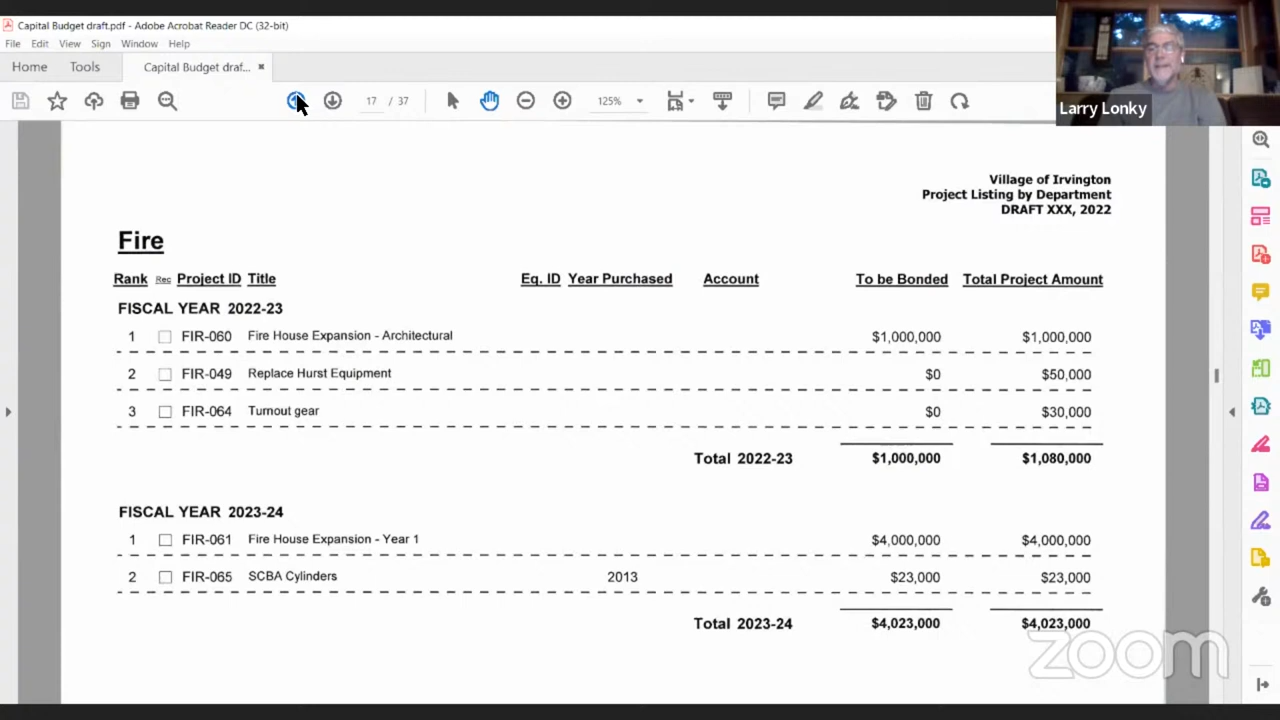 Capital Budget draft.pdf - Adobe Acrobat Reader DC (32-bit)
File Edit View Sign Window Help
Home Tools Capital Budget draf... ×
17 / 37 125%
Larry Lonky
Village of Irvington
Project Listing by Department
DRAFT XXX, 2022
Fire
Rank Rec Project ID Title Eq. ID Year Purchased Account To be Bonded Total Project Amount
FISCAL YEAR 2022-23
1 FIR-060 Fire House Expansion - Architectural $1,000,000 $1,000,000
2 FIR-049 Replace Hurst Equipment $0 $50,000
3 FIR-064 Turnout gear $0 $30,000
Total 2022-23 $1,000,000 $1,080,000
FISCAL YEAR 2023-24
1 FIR-061 Fire House Expansion - Year 1 $4,000,000 $4,000,000
2 FIR-065 SCBA Cylinders 2013 $23,000 $23,000
Total 2023-24 $4,023,000 $4,023,000
zoom